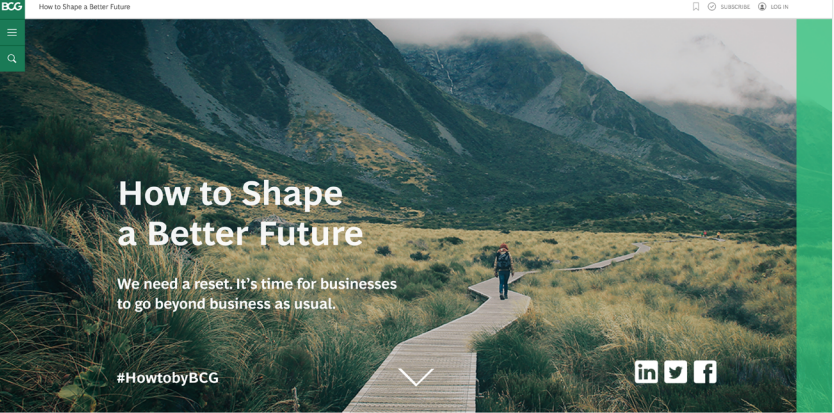 BCG
How to Shape a Better Future
SUBSCRIBE
LOG IN
How to Shape
a Better Future
We need a reset. It's time for businesses
to go beyond business as usual.
#HowtobyBCG
in
f